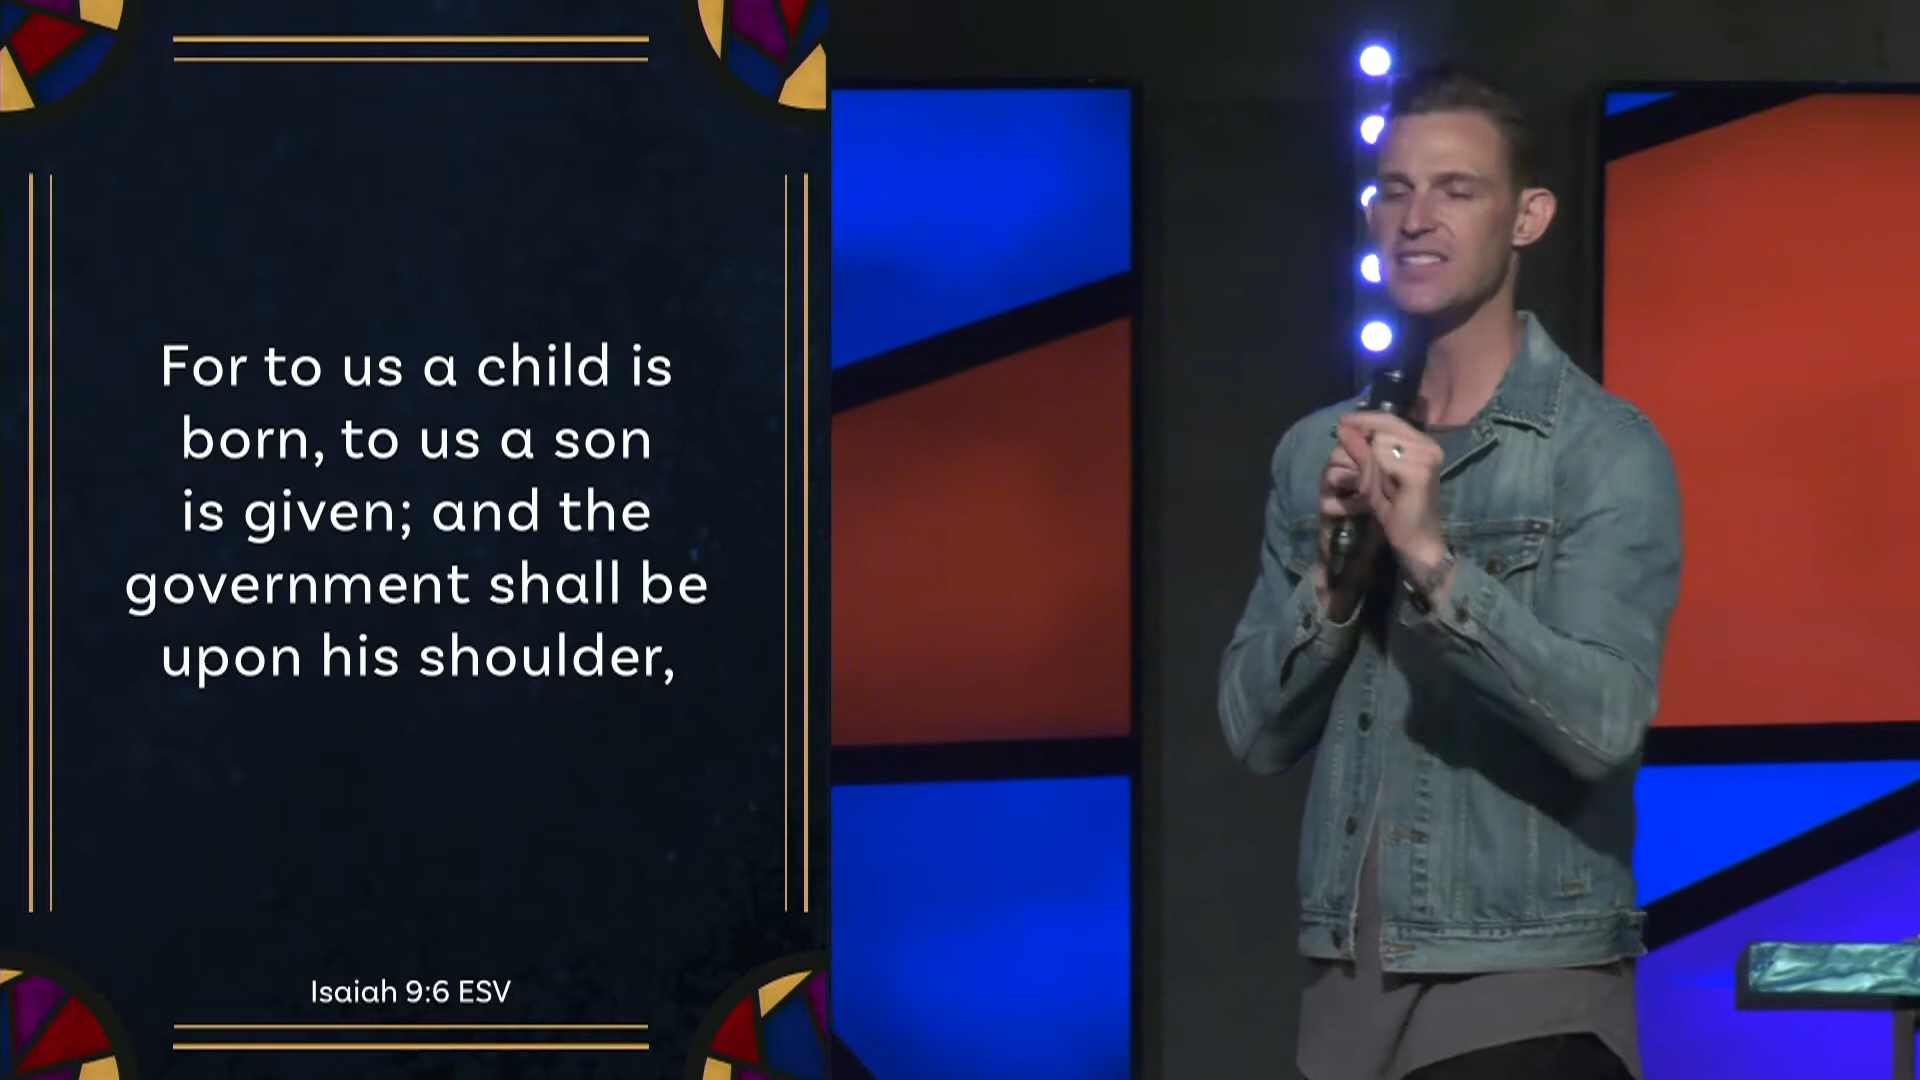 For to us a child is
born, to us a son
is given; and the
government shall be
upon his shoulder,
Isaiah 9:6 ESV